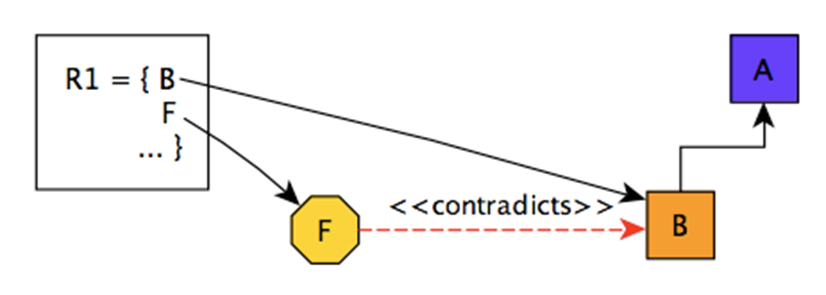 R1 = { B
F
... }
F
<<contradicts>>
B
A